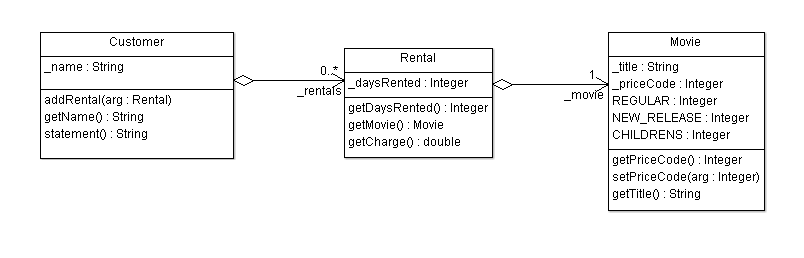 Customer
_name : String
addRental(arg : Rental)
getName() : String
statement() : String
0..*
_rentals
Rental
_daysRented : Integer
getDaysRented() : Integer
getMovie() : Movie
getCharge() : double
1
_movie
Movie
_title : String
_priceCode : Integer
REGULAR : Integer
NEW_RELEASE : Integer
CHILDRENS : Integer
getPriceCode() : Integer
setPriceCode(arg : Integer)
getTitle() : String